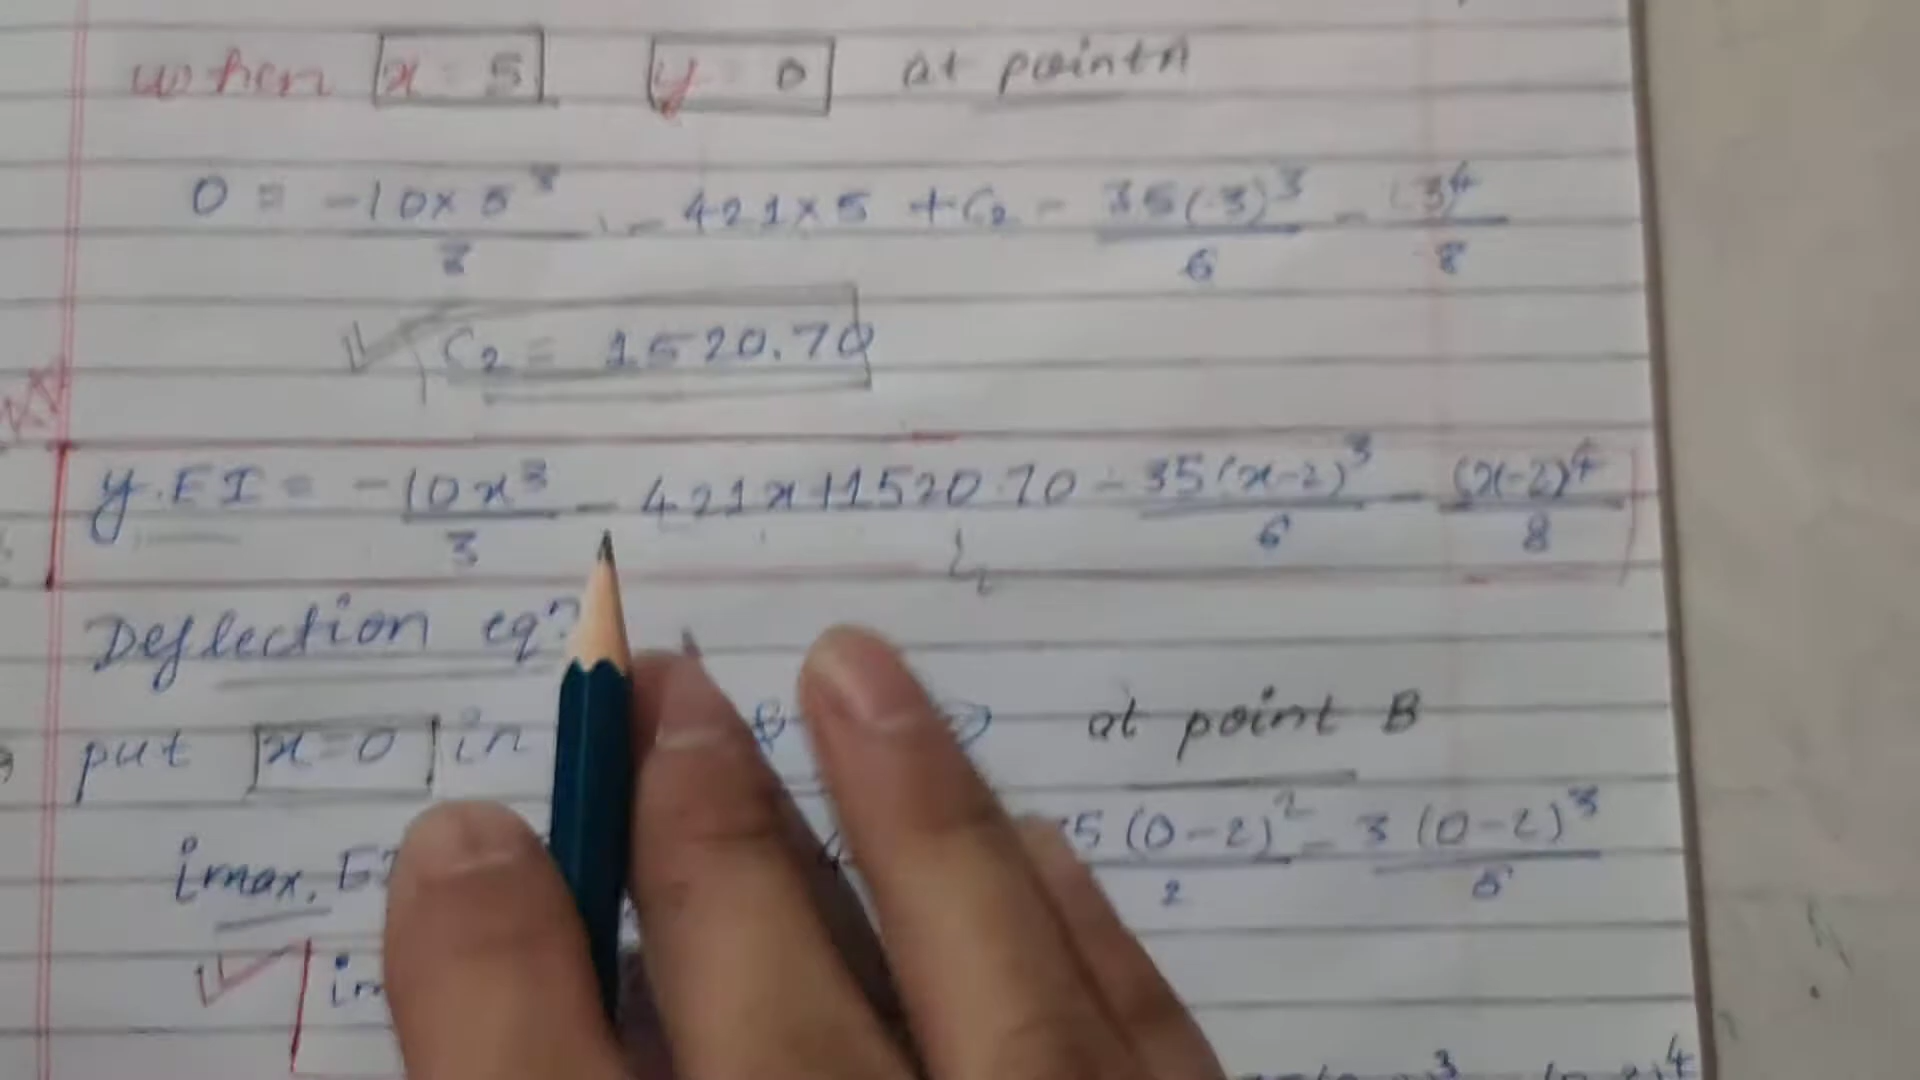 when x = 5 y = 0 at point A
0 = -10×5³/3 - 421×5 + C₂ - 35(3)³/6 - (3)⁴/8
C₂ = 1520.70
y.EI = -10x³/3 - 421x+1520.70 - 35(x-2)³/6 - (x-2)⁴/8
C₂
Deflection eqⁿ
put x=0 in at point B
imax. EI 5(0-2)²/2 - 3(0-2)³